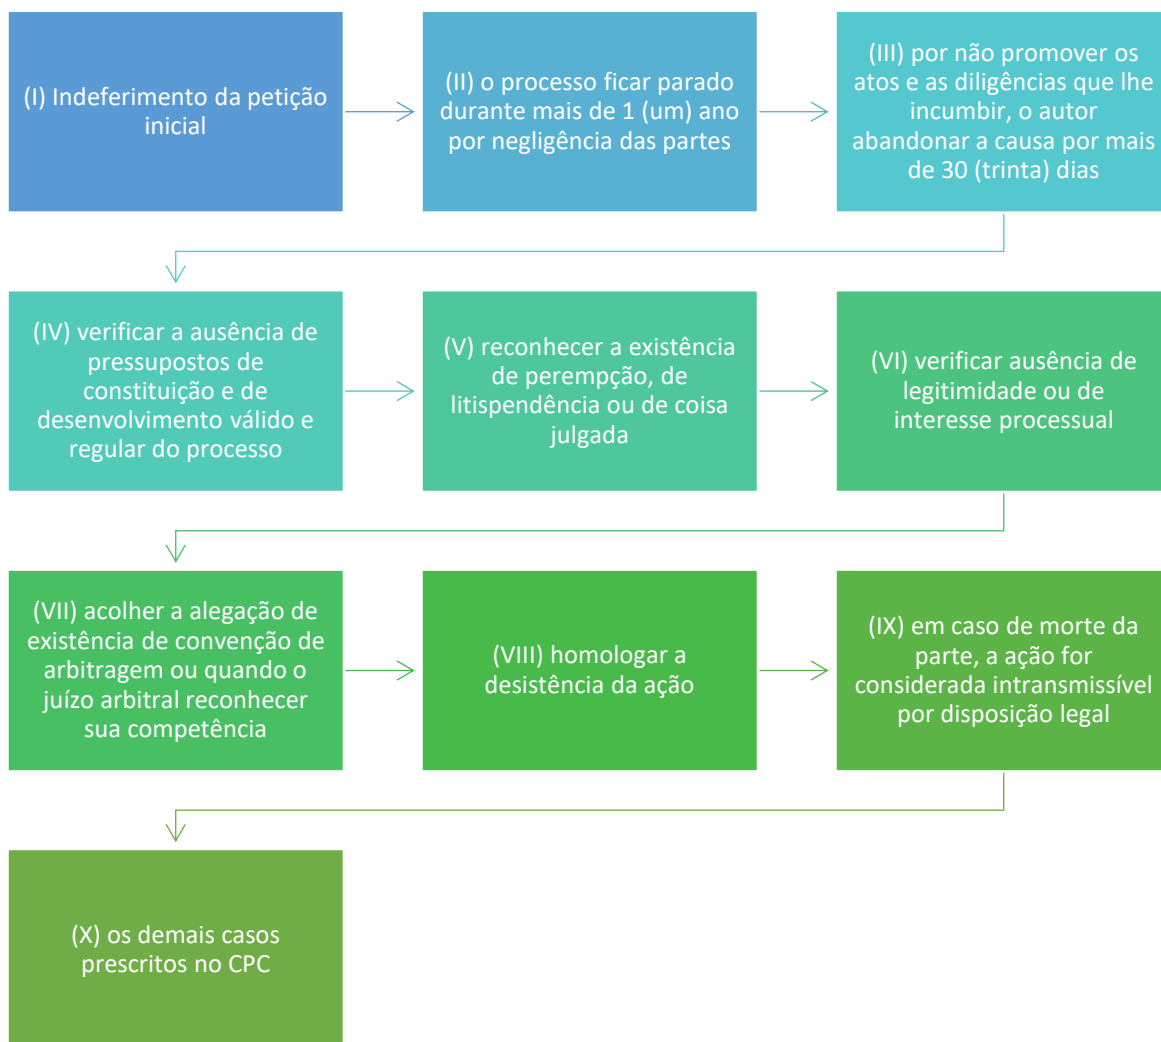 (I) Indeferimento da petição
inicial
(II) o processo ficar parado
durante mais de 1 (um) ano
por negligência das partes
(III) por não promover os
atos e as diligências que lhe
incumbir, o autor
abandonar a causa por mais
de 30 (trinta) dias
(IV) verificar a ausência de
pressupostos de
constituição e de
desenvolvimento válido e
regular do processo
(V) reconhecer a existência
de perempção, de
litispendência ou de coisa
julgada
(VI) verificar ausência de
legitimidade ou de
interesse processual
(VII) acolher a alegação de
existência de convenção de
arbitragem ou quando o
juízo arbitral reconhecer
sua competência
(VIII) homologar a
desistência da ação
(IX) em caso de morte da
parte, a ação for
considerada intransmissível
por disposição legal
(X) os demais casos
prescritos no CPC